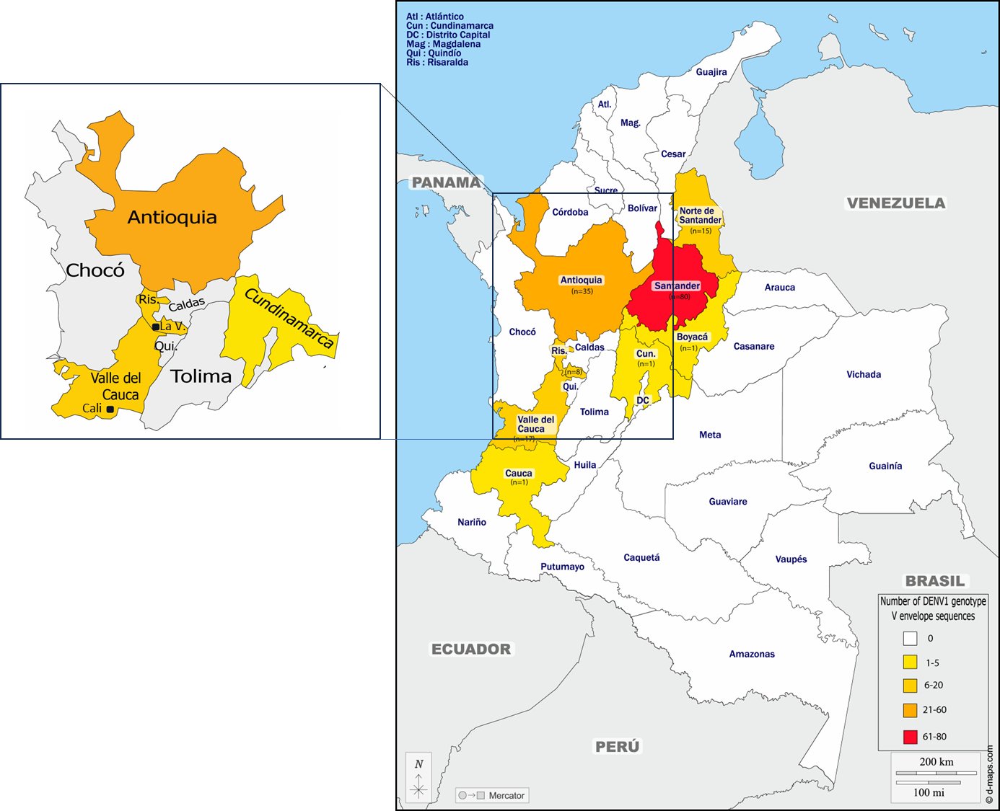 Atl : Atlántico
Cun : Cundinamarca
DC : Distrito Capital
Mag : Magdalena
Qui : Quindío
Ris : Risaralda
Antioquia
Chocó
Ris.
Caldas
Cundinamarca
La V.
Qui.
Valle del
Cauca
Tolima
Cali
Guajira
Atl.
Mag.
Cesar
PANAMA
Sucre
VENEZUELA
Córdoba
Bolívar
Norte de
Santander
(n=15)
Antioquia
(n=35)
Santander
(n=80)
Arauca
Chocó
Boyacá
(n=1)
Casanare
Ris.
Caldas
Cun.
(n=1)
(n=8)
Qui.
Vichada
DC
Tolima
Valle del
Cauca
(n=17)
Meta
Cauca
(n=1)
Huila
Guainía
Guaviare
Nariño
Caquetá
Vaupés
Putumayo
BRASIL
Number of DENV1 genotype
V envelope sequences
0
1-5
6-20
21-60
61-80
ECUADOR
Amazonas
PERÚ
N
Mercator
200 km
100 mi
© d-maps.com